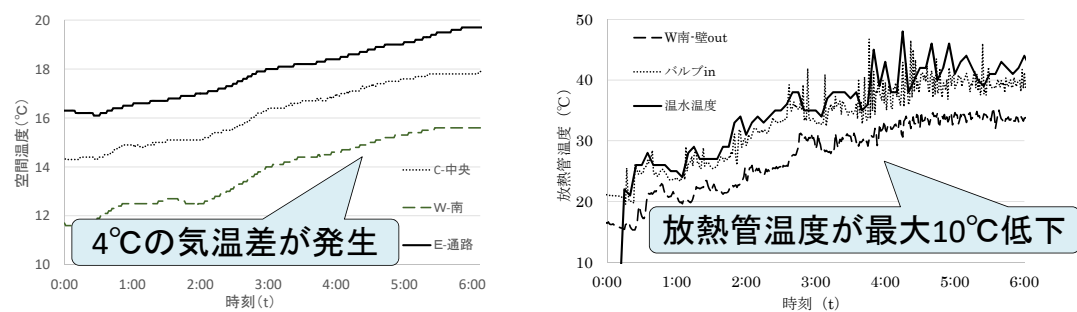 20
18
16
14
12
10
空間温度(℃)
0:00 1:00 2:00 3:00 4:00 5:00 6:00
時刻(t)
C-中央
W-南
E-通路
4℃の気温差が発生
50
40
30
20
10
放熱管温度(℃)
0:00 1:00 2:00 3:00 4:00 5:00 6:00
時刻 (t)
W南-壁out
バルブin
温水温度
放熱管温度が最大10℃低下